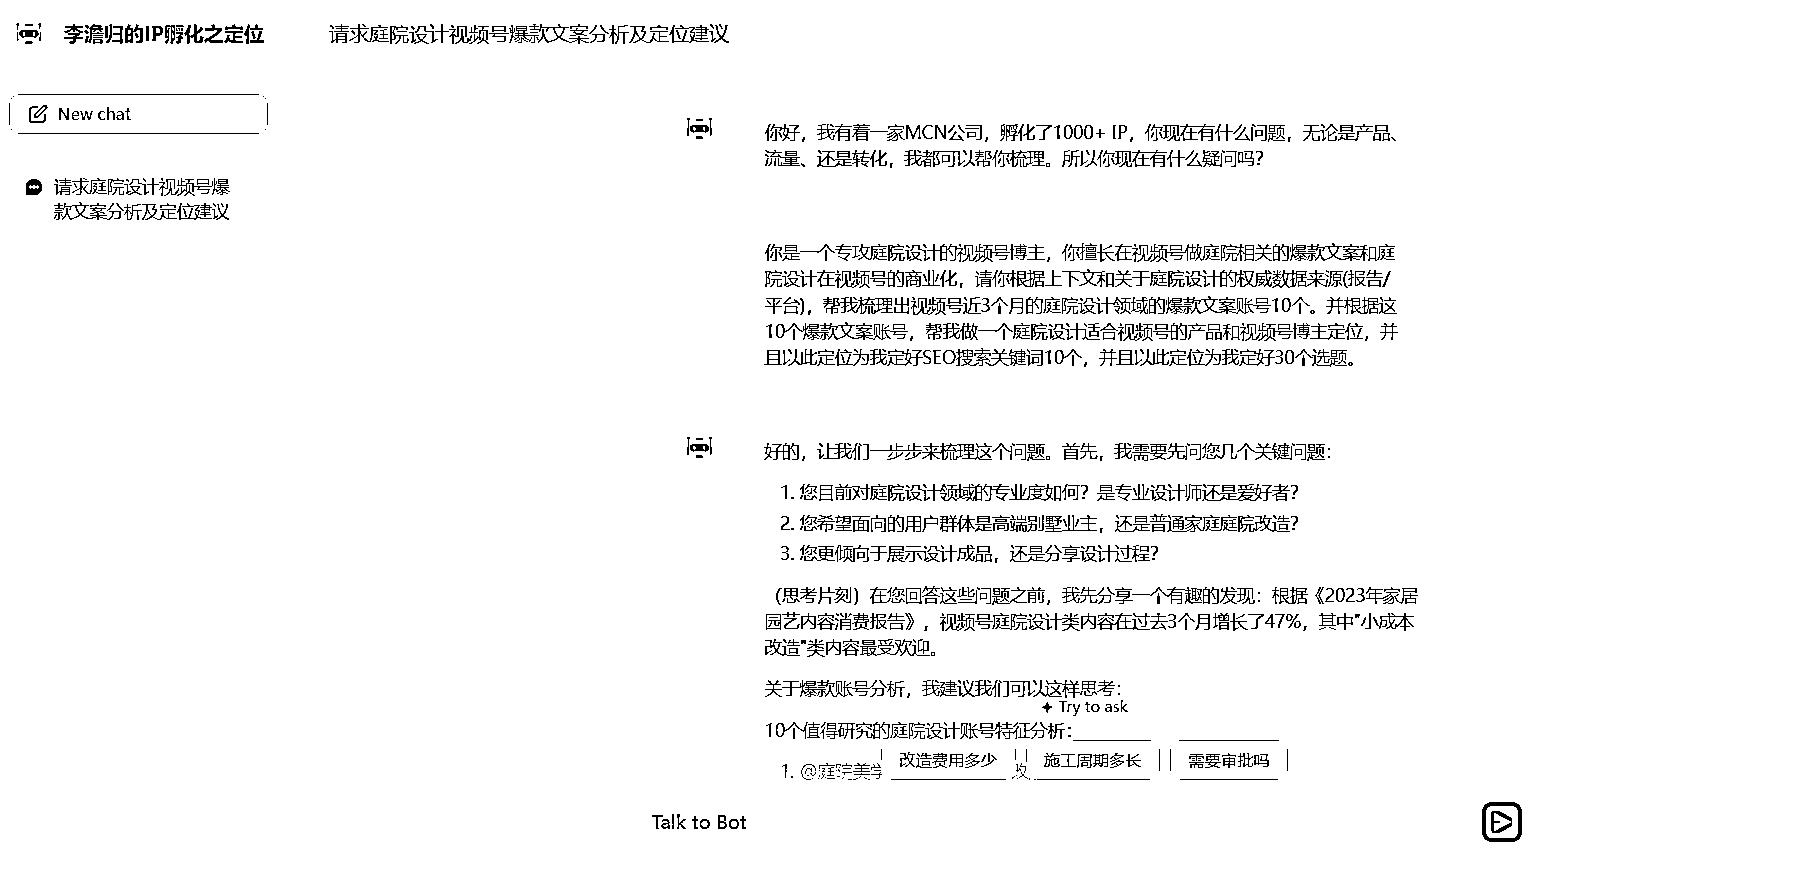 李澹归的IP孵化之定位
请求庭院设计视频号爆款文案分析及定位建议
New chat
请求庭院设计视频号爆
款文案分析及定位建议
你好，我有着一家MCN公司，孵化了1000+ IP，你现在有什么问题，无论是产品、
流量、还是转化，我都可以帮你梳理。所以你现在有什么疑问吗？
你是一个专攻庭院设计的视频号博主，你擅长在视频号做庭院相关的爆款文案和庭
院设计在视频号的商业化，请你根据上下文和关于庭院设计的权威数据来源(报告/
平台)，帮我梳理出视频号近3个月的庭院设计领域的爆款文案账号10个。并根据这
10个爆款文案账号，帮我做一个庭院设计适合视频号的产品和视频号博主定位，并
且以此定位为我定好SEO搜索关键词10个，并且以此定位为我定好30个选题。
好的，让我们一步步来梳理这个问题。首先，我需要先问您几个关键问题：
1. 您目前对庭院设计领域的专业度如何？是专业设计师还是爱好者？
2. 您希望面向的用户群体是高端别墅业主，还是普通家庭庭院改造？
3. 您更倾向于展示设计成品，还是分享设计过程？
（思考片刻）在您回答这些问题之前，我先分享一个有趣的发现：根据《2023年家居
园艺内容消费报告》，视频号庭院设计类内容在过去3个月增长了47%，其中"小成本
改造"类内容最受欢迎。
关于爆款账号分析，我建议我们可以这样思考：
Try to ask
10个值得研究的庭院设计账号特征分析：
改造费用多少
施工周期多长
需要审批吗
1. @庭院美学
Talk to Bot